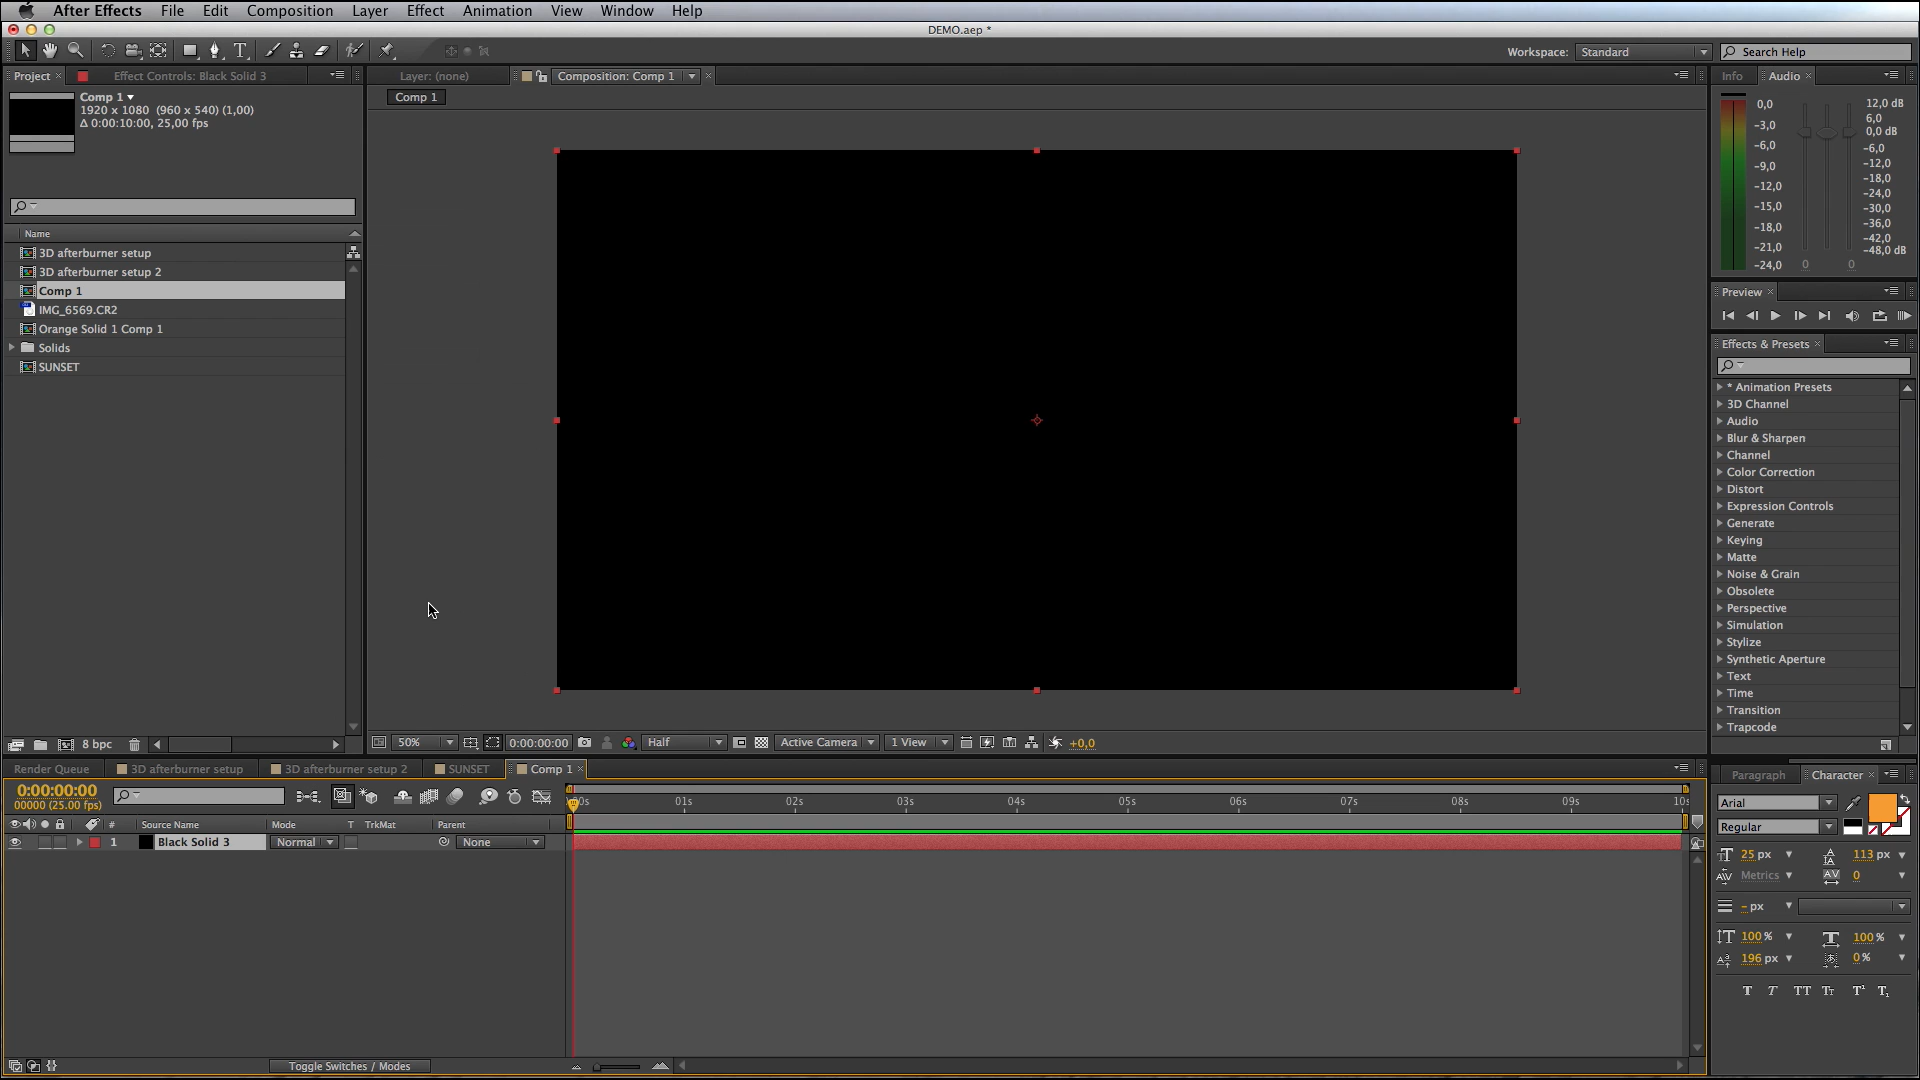 After Effects File Edit Composition Layer Effect Animation View Window Help
DEMO.aep *
Workspace: Standard Search Help
Project Effect Controls: Black Solid 3 Layer: (none) Composition: Comp 1 Info Audio
Comp 1
1920 x 1080 (960 x 540) (1,00)
Δ 0:00:10:00, 25,00 fps
Comp 1
0,0
-3,0
-6,0
-9,0
-12,0
-15,0
-18,0
-21,0
-24,0
12,0 dB
6,0
0,0 dB
-6,0
-12,0
-18,0
-24,0
-30,0
-36,0
-42,0
-48,0 dB
0 0
Name
3D afterburner setup
3D afterburner setup 2
Comp 1
IMG_6569.CR2
Orange Solid 1 Comp 1
Solids
SUNSET
Preview
Effects & Presets
* Animation Presets
3D Channel
Audio
Blur & Sharpen
Channel
Color Correction
Distort
Expression Controls
Generate
Keying
Matte
Noise & Grain
Obsolete
Perspective
Simulation
Stylize
Synthetic Aperture
Text
Time
Transition
Trapcode
8 bpc
50% 0:00:00:00 Half Active Camera 1 View +0,0
Render Queue 3D afterburner setup 3D afterburner setup 2 SUNSET Comp 1
0:00:00:00
00000 (25.00 fps)
00s 01s 02s 03s 04s 05s 06s 07s 08s 09s 10s
# Source Name Mode T TrkMat Parent
1 Black Solid 3 Normal None
Toggle Switches / Modes
Paragraph Character
Arial
Regular
25 px 113 px
Metrics 0
- px
100 % 100 %
196 px 0 %
T T TT Tt T¹ T₁